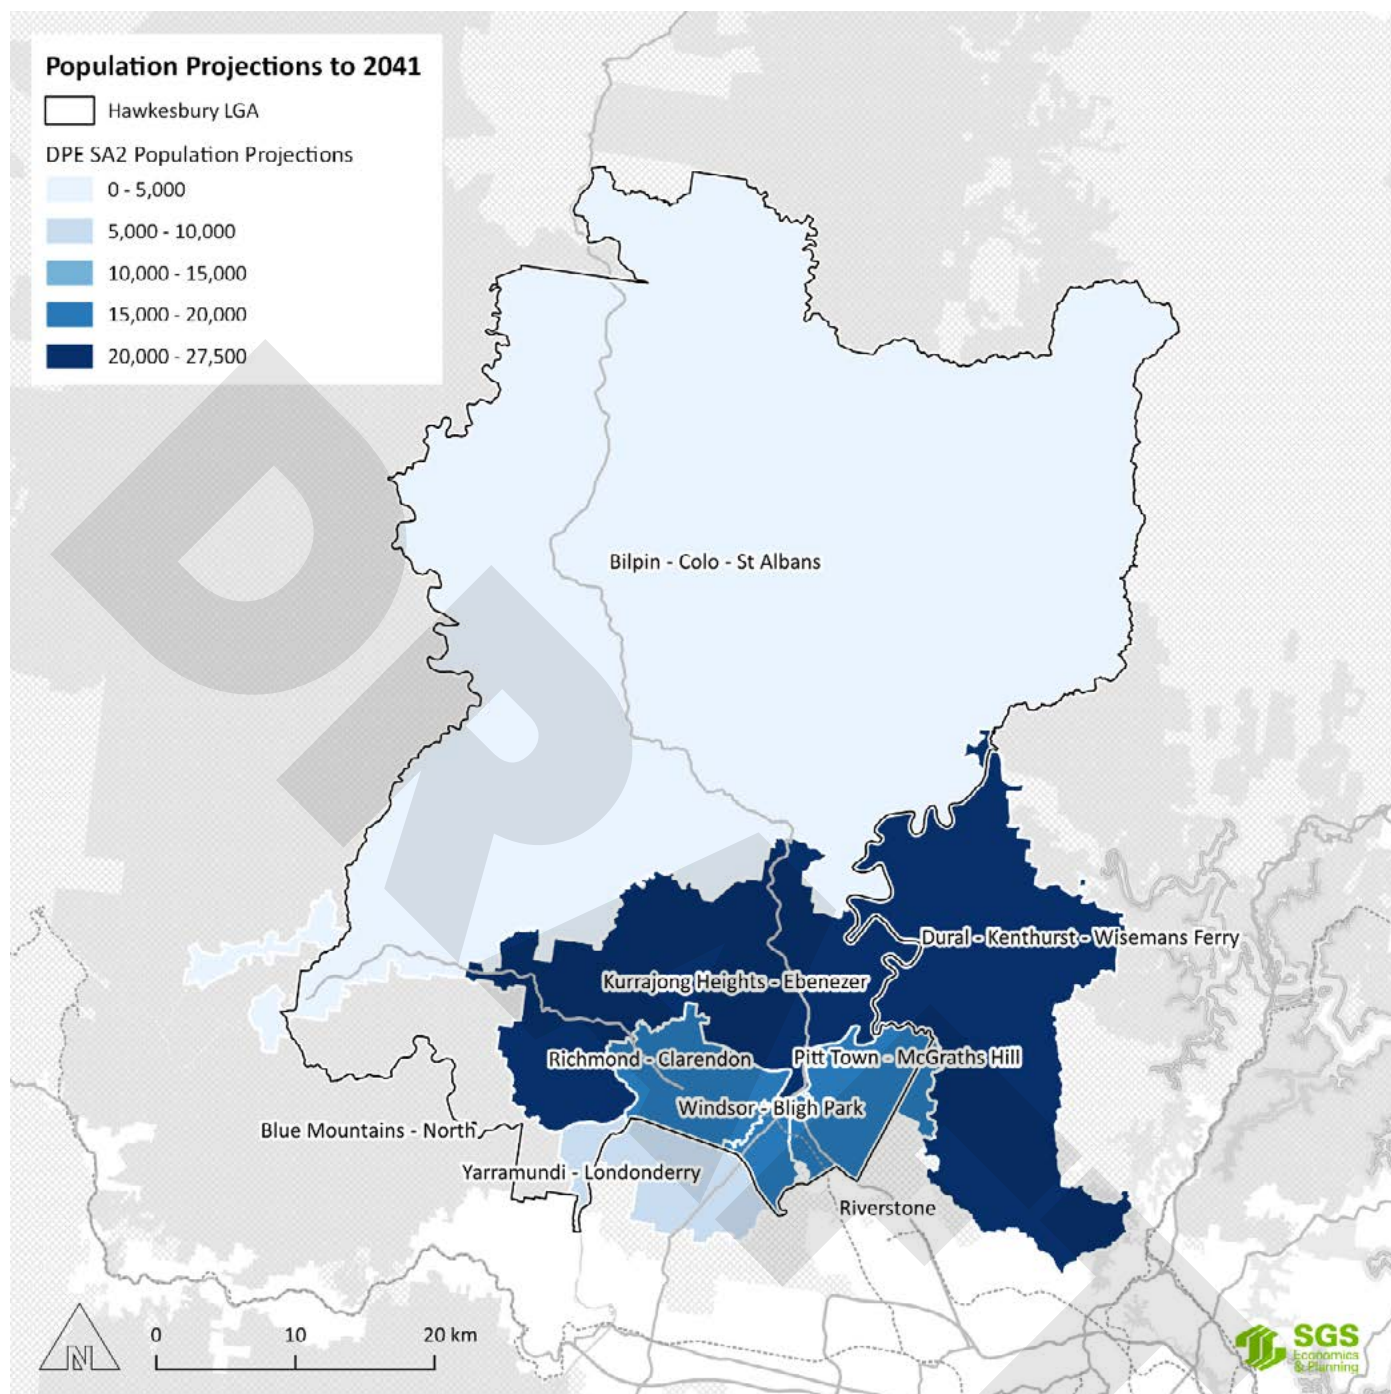 Population Projections to 2041
Hawkesbury LGA
DPE SA2 Population Projections
0 - 5,000
5,000 - 10,000
10,000 - 15,000
15,000 - 20,000
20,000 - 27,500
Bilpin - Colo - St Albans
Dural - Kenthurst - Wisemans Ferry
Kurrajong Heights - Ebenezer
Richmond - Clarendon
Pitt Town - McGraths Hill
Windsor - Bligh Park
Blue Mountains - North
Yarramundi - Londonderry
Riverstone
N
0 10 20 km
SGS
Economics
& Planning
DRAFT